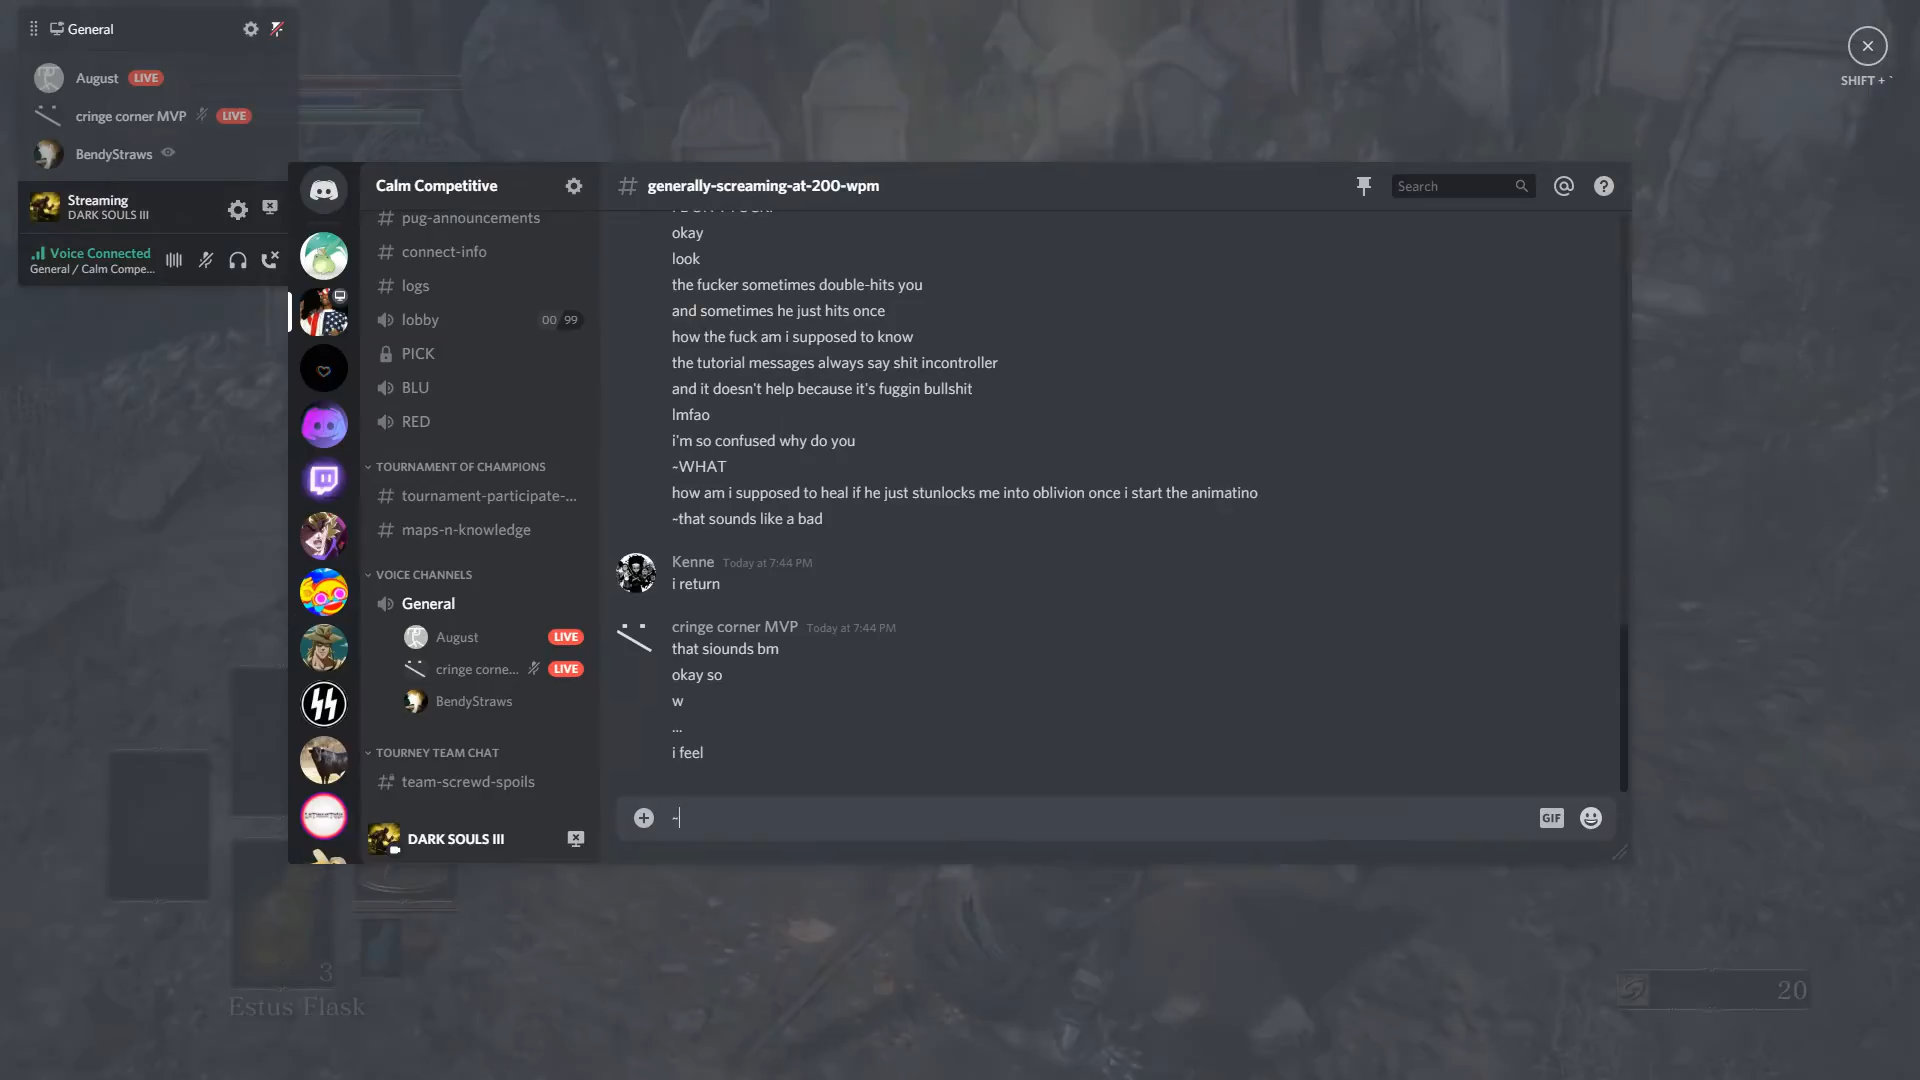 General
August LIVE
cringe corner MVP LIVE
BendyStraws
Streaming
DARK SOULS III
Voice Connected
General / Calm Compe...
SHIFT + `
Calm Competitive
pug-announcements
connect-info
logs
lobby 00 99
PICK
BLU
RED
TOURNAMENT OF CHAMPIONS
tournament-participate-...
maps-n-knowledge
VOICE CHANNELS
General
August LIVE
cringe corne... LIVE
BendyStraws
TOURNEY TEAM CHAT
team-screwd-spoils
DARK SOULS III
generally-screaming-at-200-wpm
Search
okay
look
the fucker sometimes double-hits you
and sometimes he just hits once
how the fuck am i supposed to know
the tutorial messages always say shit incontroller
and it doesn't help because it's fuggin bullshit
lmfao
i'm so confused why do you
~WHAT
how am i supposed to heal if he just stunlocks me into oblivion once i start the animatino
~that sounds like a bad
Kenne Today at 7:44 PM
i return
cringe corner MVP Today at 7:44 PM
that siounds bm
okay so
w
...
i feel
~
GIF
3
Estus Flask
20